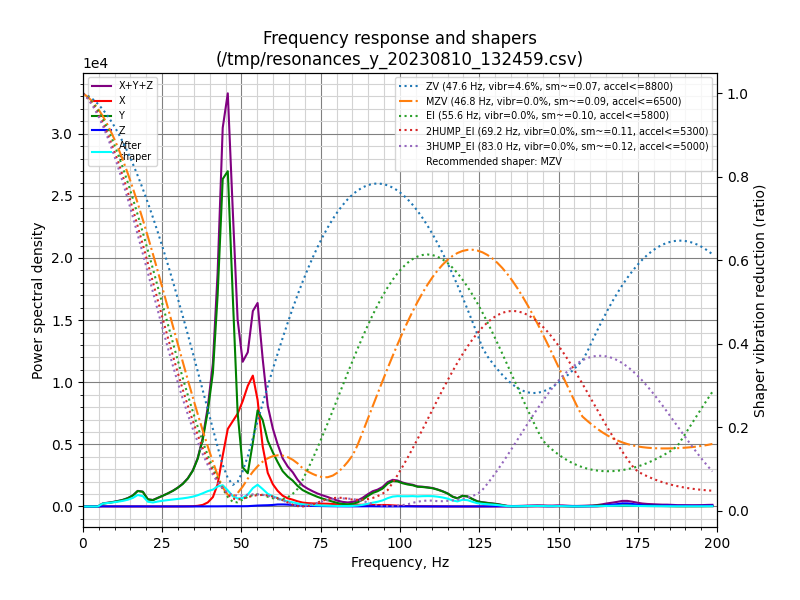 Frequency response and shapers
(/tmp/resonances_y_20230810_132459.csv)
1e4
X+Y+Z
X
Y
Z
After
shaper
ZV (47.6 Hz, vibr=4.6%, sm~=0.07, accel<=8800)
MZV (46.8 Hz, vibr=0.0%, sm~=0.09, accel<=6500)
EI (55.6 Hz, vibr=0.0%, sm~=0.10, accel<=5800)
2HUMP_EI (69.2 Hz, vibr=0.0%, sm~=0.11, accel<=5300)
3HUMP_EI (83.0 Hz, vibr=0.0%, sm~=0.12, accel<=5000)
Recommended shaper: MZV
Power spectral density
3.0
2.5
2.0
1.5
1.0
0.5
0.0
1.0
0.8
0.6
0.4
0.2
0.0
Shaper vibration reduction (ratio)
0 25 50 75 100 125 150 175 200
Frequency, Hz